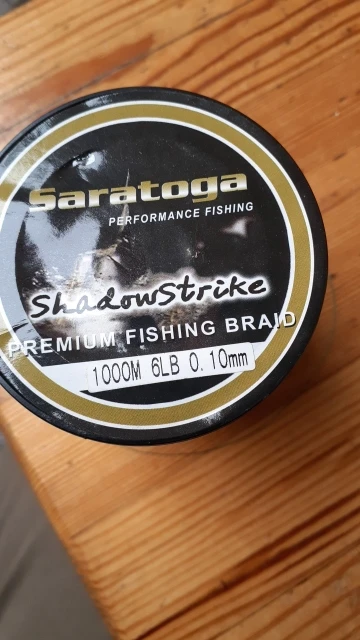 Saratoga
PERFORMANCE FISHING
ShadowStrike
PREMIUM FISHING BRAID
1000M 6LB 0.10mm